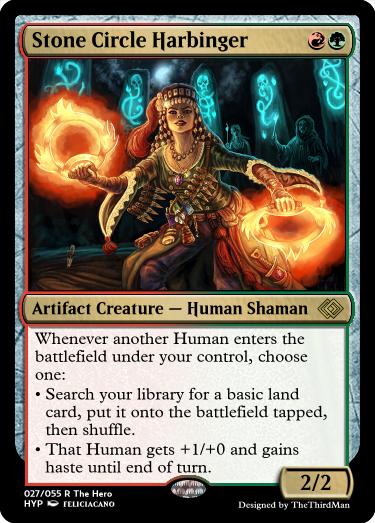 Stone Circle Harbinger
Artifact Creature — Human Shaman
Whenever another Human enters the
battlefield under your control, choose
one:
• Search your library for a basic land
card, put it onto the battlefield tapped,
then shuffle.
• That Human gets +1/+0 and gains
haste until end of turn.
2/2
027/055 R The Hero
HYP FELICIACANO
Designed by TheThirdMan